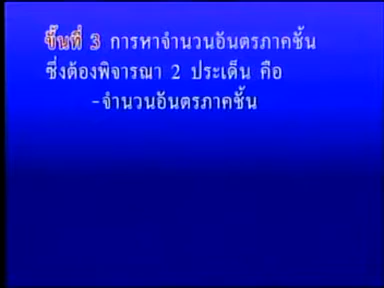 ขั้นที่ 3 การหาจำนวนอันตรภาคชั้น
ซึ่งต้องพิจารณา 2 ประเด็น คือ
-จำนวนอันตรภาคชั้น